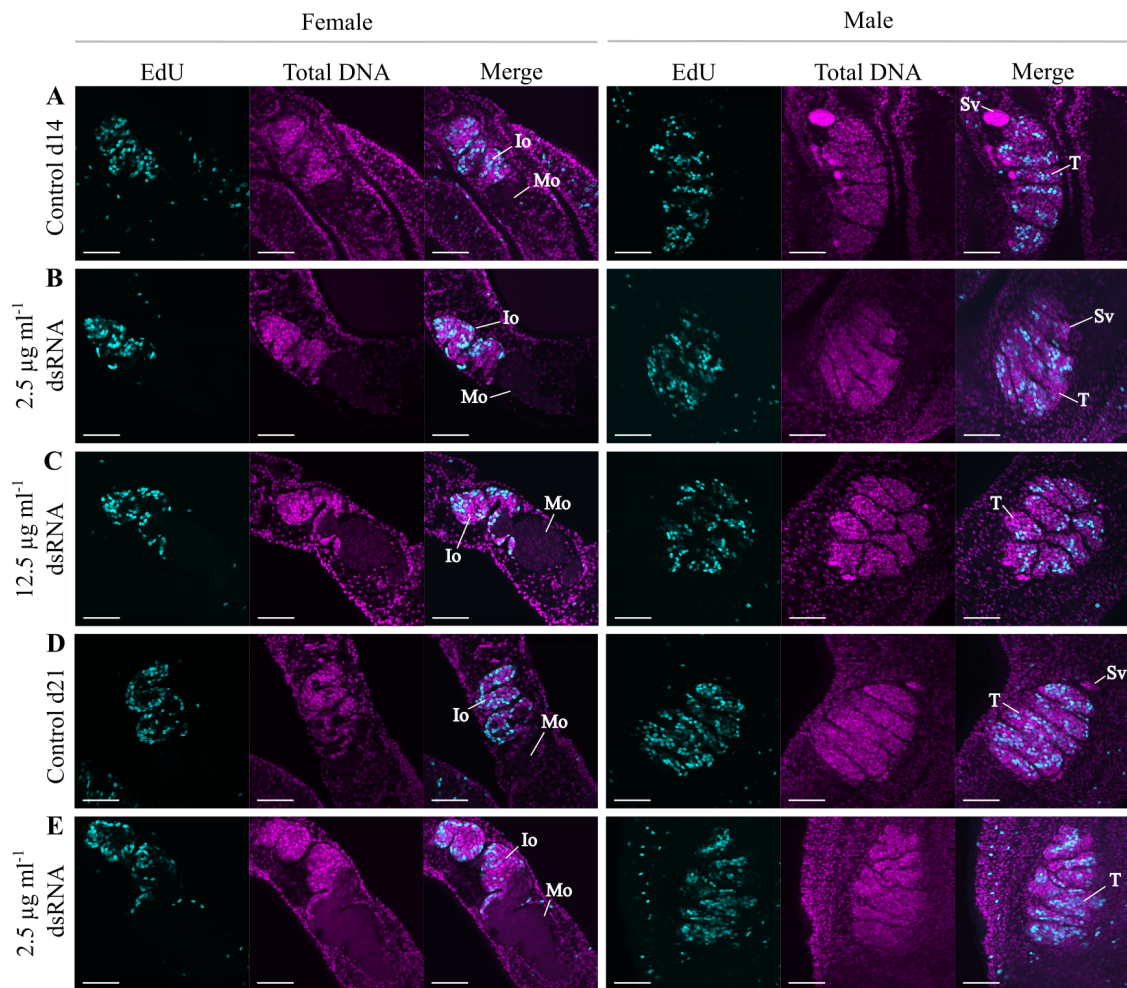 Female Male
EdU Total DNA Merge EdU Total DNA Merge
A
Control d14
Io
Mo
Sv
T
B
2.5 µg ml⁻¹
dsRNA
Io
Mo
Sv
T
C
12.5 µg ml⁻¹
dsRNA
Mo
Io
T
D
Control d21
Io
Mo
Sv
T
E
2.5 µg ml⁻¹
dsRNA
Io
Mo
T